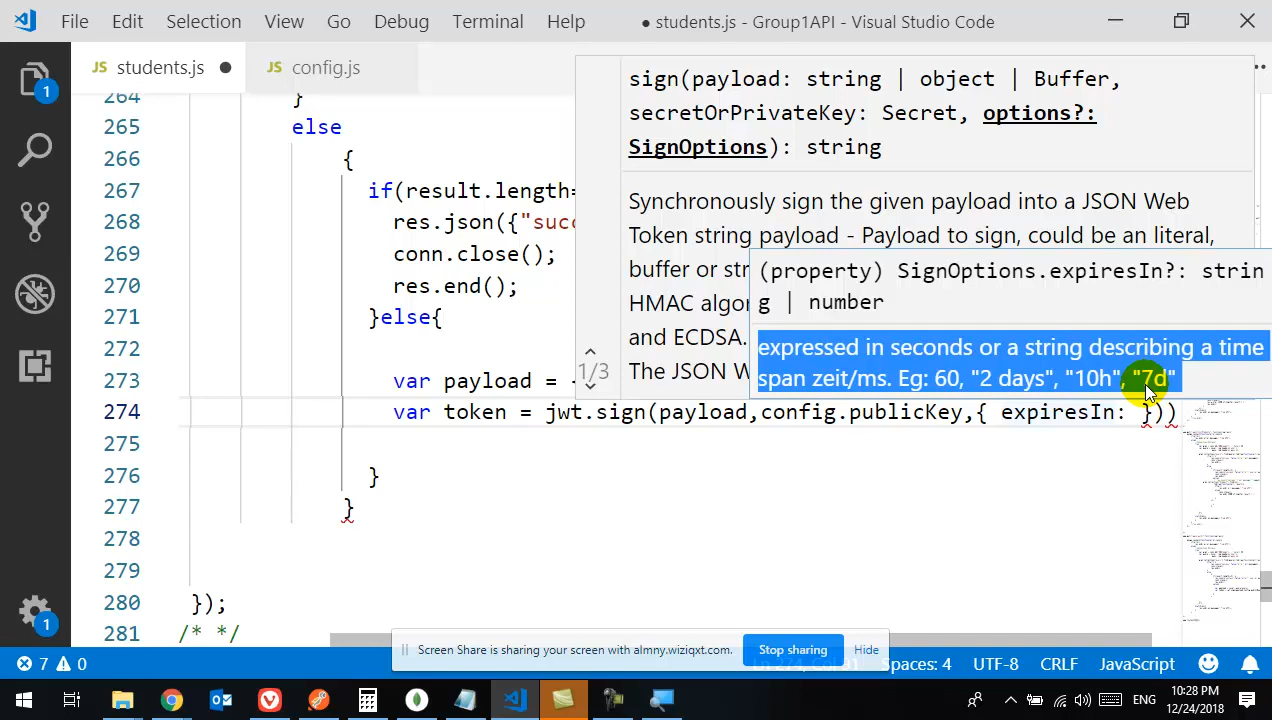 File Edit Selection View Go Debug Terminal Help ● students.js - Group1API - Visual Studio Code
JS students.js ● JS config.js
sign(payload: string | object | Buffer,
secretOrPrivateKey: Secret, options?:
SignOptions): string
Synchronously sign the given payload into a JSON Web
Token string payload - Payload to sign, could be an literal,
buffer or str
HMAC algor
and ECDSA.
The JSON W
1/3
(property) SignOptions.expiresIn?: strin
g | number
expressed in seconds or a string describing a time
span zeit/ms. Eg: 60, "2 days", "10h", "7d"
264 }
265 else
266 {
267 if(result.length=
268 res.json({"succ
269 conn.close();
270 res.end();
271 }else{
272
273 var payload =
274 var token = jwt.sign(payload,config.publicKey,{ expiresIn: }))
275
276 }
277 }
278
279
280 });
281 /* */
1
1
Screen Share is sharing your screen with almny.wiziqxt.com. Stop sharing Hide
7 0 Spaces: 4 UTF-8 CRLF JavaScript
ENG 10:28 PM
12/24/2018